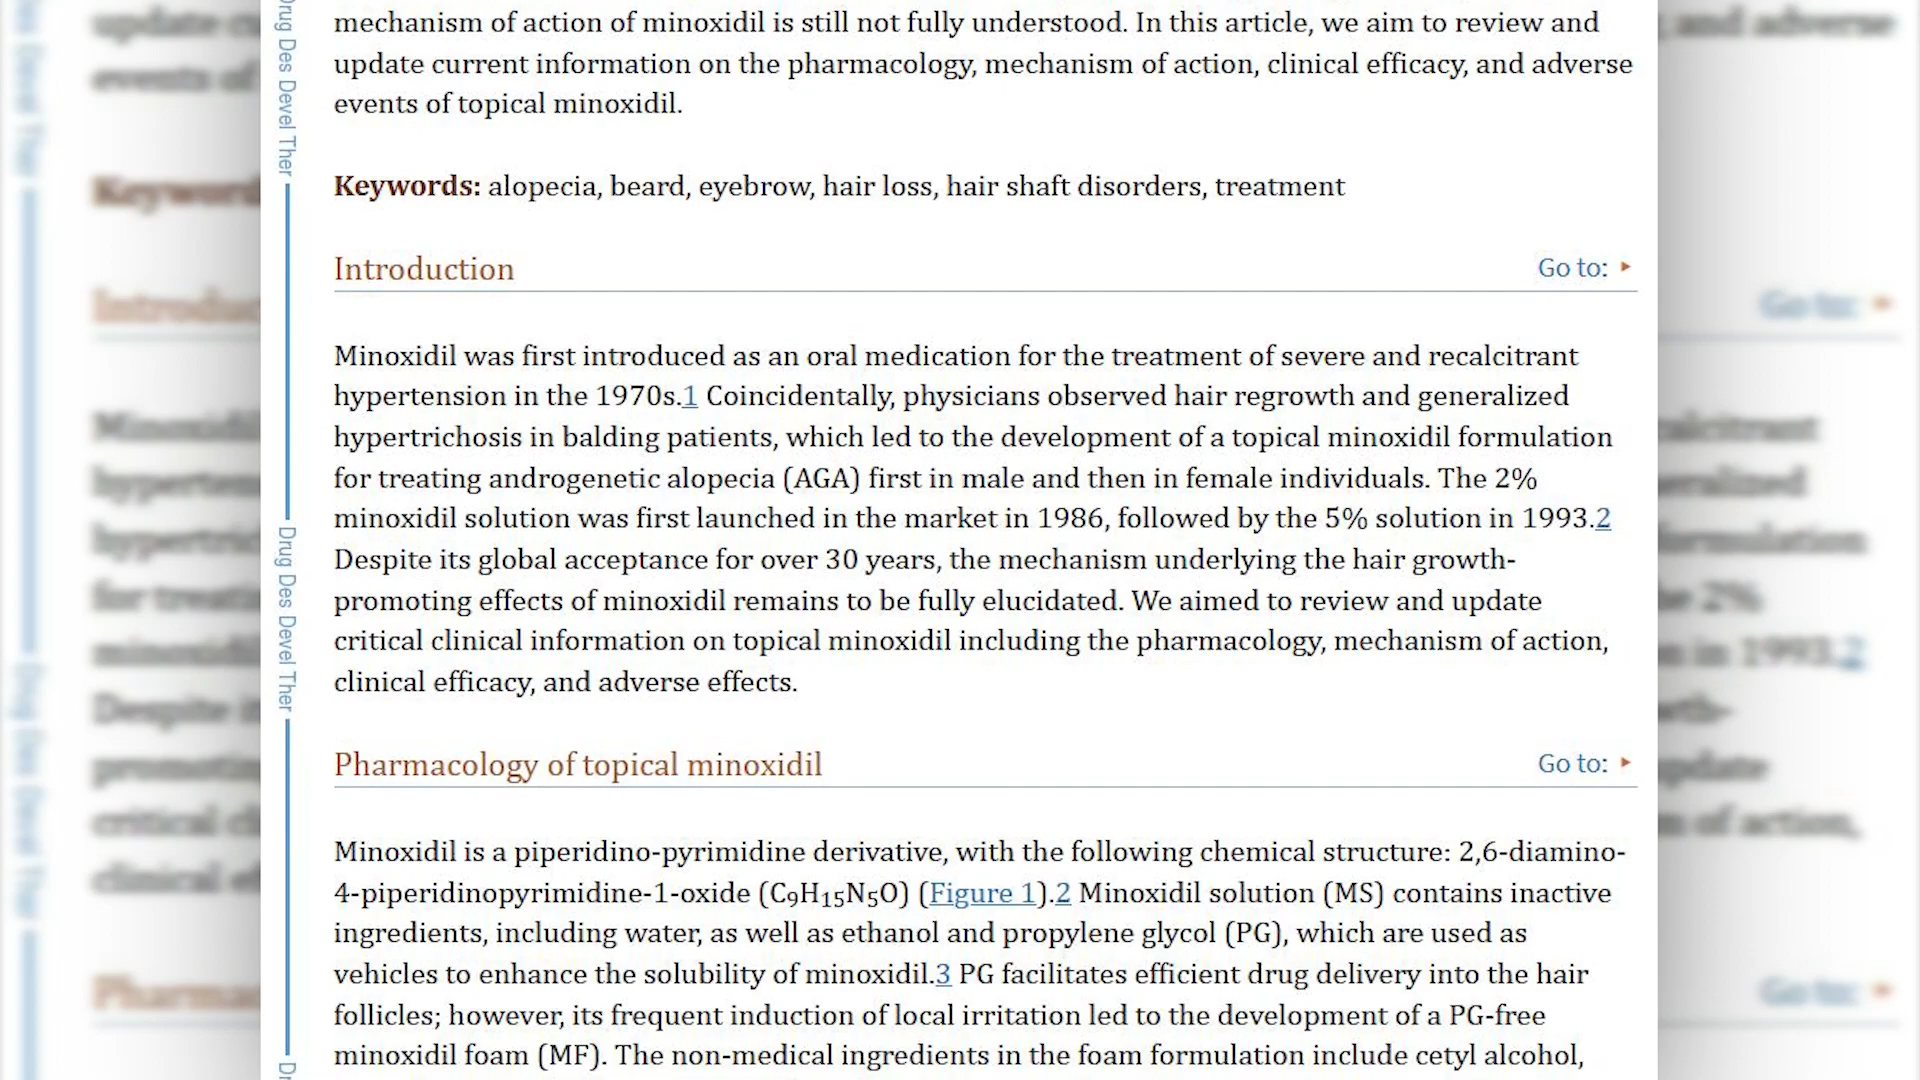 mechanism of action of minoxidil is still not fully understood. In this article, we aim to review and
update current information on the pharmacology, mechanism of action, clinical efficacy, and adverse
events of topical minoxidil.
Keywords: alopecia, beard, eyebrow, hair loss, hair shaft disorders, treatment
Introduction
Go to:
Minoxidil was first introduced as an oral medication for the treatment of severe and recalcitrant
hypertension in the 1970s.1 Coincidentally, physicians observed hair regrowth and generalized
hypertrichosis in balding patients, which led to the development of a topical minoxidil formulation
for treating androgenetic alopecia (AGA) first in male and then in female individuals. The 2%
minoxidil solution was first launched in the market in 1986, followed by the 5% solution in 1993.2
Despite its global acceptance for over 30 years, the mechanism underlying the hair growth-
promoting effects of minoxidil remains to be fully elucidated. We aimed to review and update
critical clinical information on topical minoxidil including the pharmacology, mechanism of action,
clinical efficacy, and adverse effects.
Pharmacology of topical minoxidil
Go to:
Minoxidil is a piperidino-pyrimidine derivative, with the following chemical structure: 2,6-diamino-
4-piperidinopyrimidine-1-oxide (C₉H₁₅N₅O) (Figure 1).2 Minoxidil solution (MS) contains inactive
ingredients, including water, as well as ethanol and propylene glycol (PG), which are used as
vehicles to enhance the solubility of minoxidil.3 PG facilitates efficient drug delivery into the hair
follicles; however, its frequent induction of local irritation led to the development of a PG-free
minoxidil foam (MF). The non-medical ingredients in the foam formulation include cetyl alcohol,
Drug Des Devel Ther
Drug Des Devel Ther